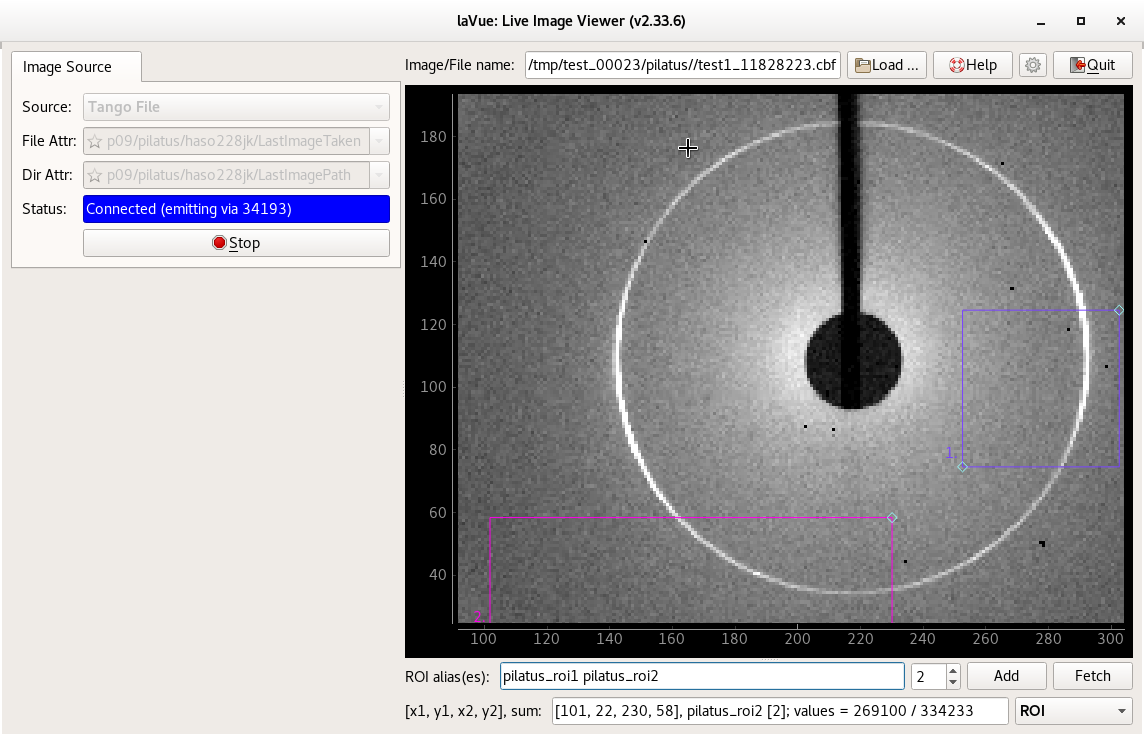 laVue: Live Image Viewer (v2.33.6)
Image Source
Source: Tango File
File Attr: p09/pilatus/haso228jk/LastImageTaken
Dir Attr: p09/pilatus/haso228jk/LastImagePath
Status: Connected (emitting via 34193)
Stop
Image/File name: /tmp/test_00023/pilatus//test1_11828223.cbf Load ... Help Quit
180
160
140
120
100
80
60
40
1.
100 120 140 160 180 200 220 240 260 280 300
ROI alias(es): pilatus_roi1 pilatus_roi2 2 Add Fetch
[x1, y1, x2, y2], sum: [101, 22, 230, 58], pilatus_roi2 [2]; values = 269100 / 334233 ROI